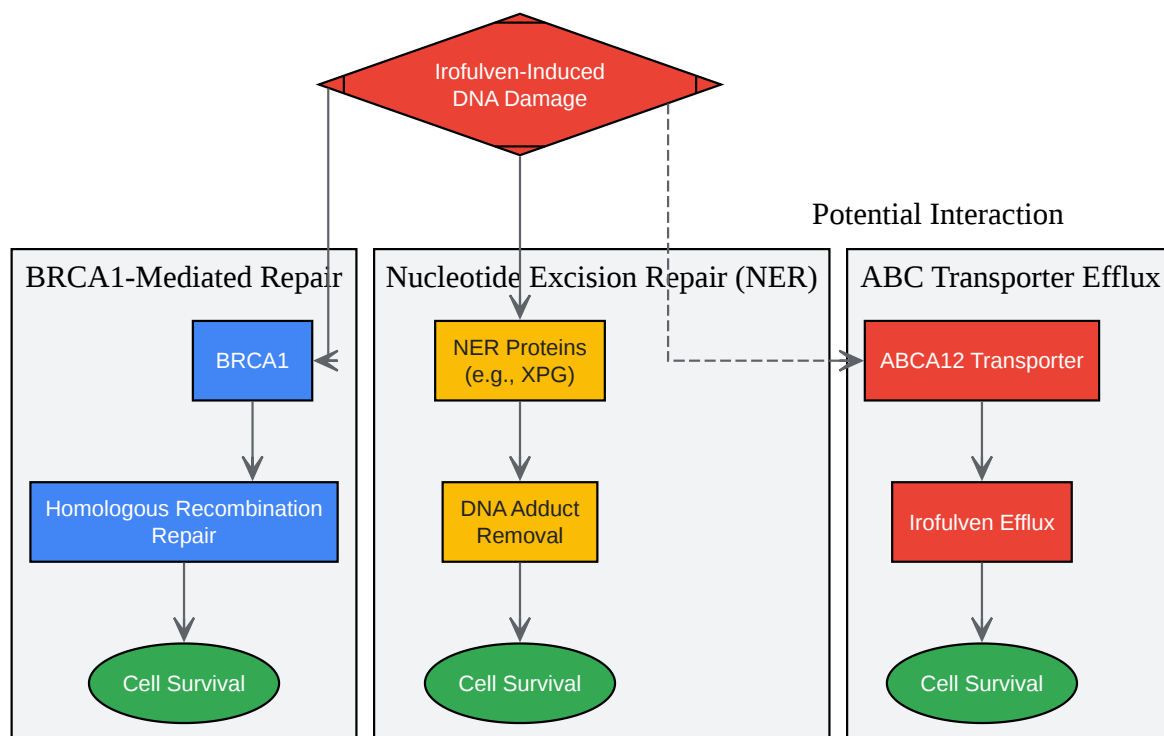 Irofulven-Induced
DNA Damage
Potential Interaction
BRCA1-Mediated Repair
Nucleotide Excision Repair (NER)
ABC Transporter Efflux
BRCA1
NER Proteins
(e.g., XPG)
ABCA12 Transporter
Homologous Recombination
Repair
DNA Adduct
Removal
Irofulven Efflux
Cell Survival
Cell Survival
Cell Survival